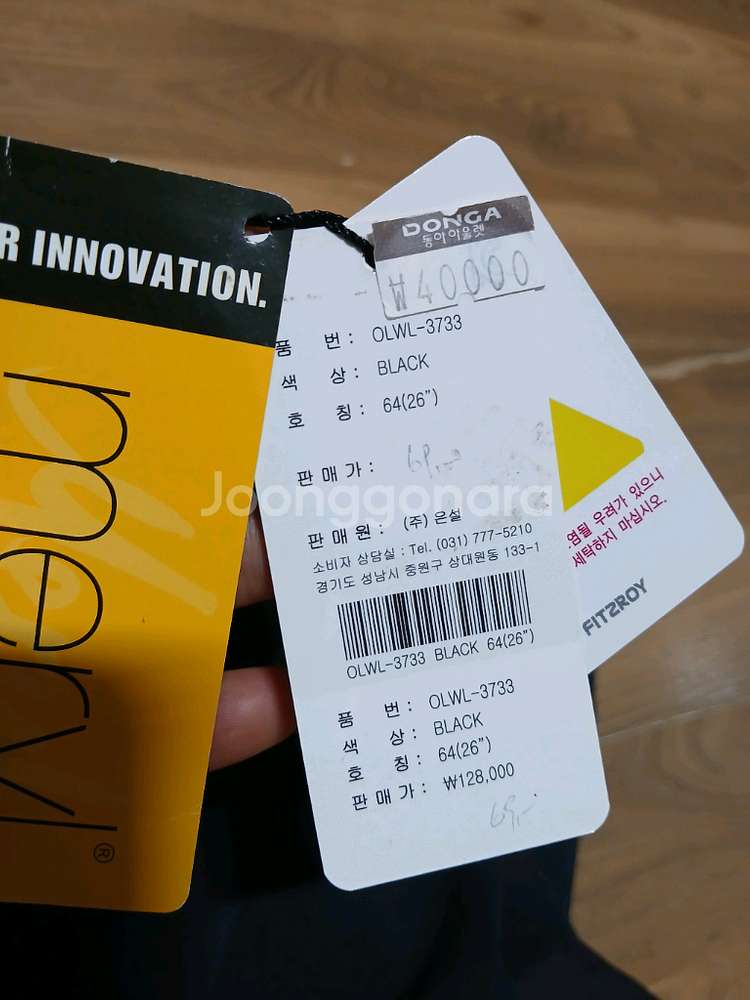 R INNOVATION.
meryl®
DONGA
동아아울렛
₩40000
품 번 : OLWL-3733
색 상 : BLACK
호 칭 : 64(26")
판 매 가 : 69,-
Joonggonara
판 매 원 : (주) 은설
소비자 상담실 : Tel. (031) 777-5210
경기도 성남시 중원구 상대원동 133-1
OLWL-3733 BLACK 64(26")
품 번 : OLWL-3733
색 상 : BLACK
호 칭 : 64(26")
판 매 가 : ₩128,000
69,-
염될 우려가 있으니
세탁하지 마십시오.
FITZROY